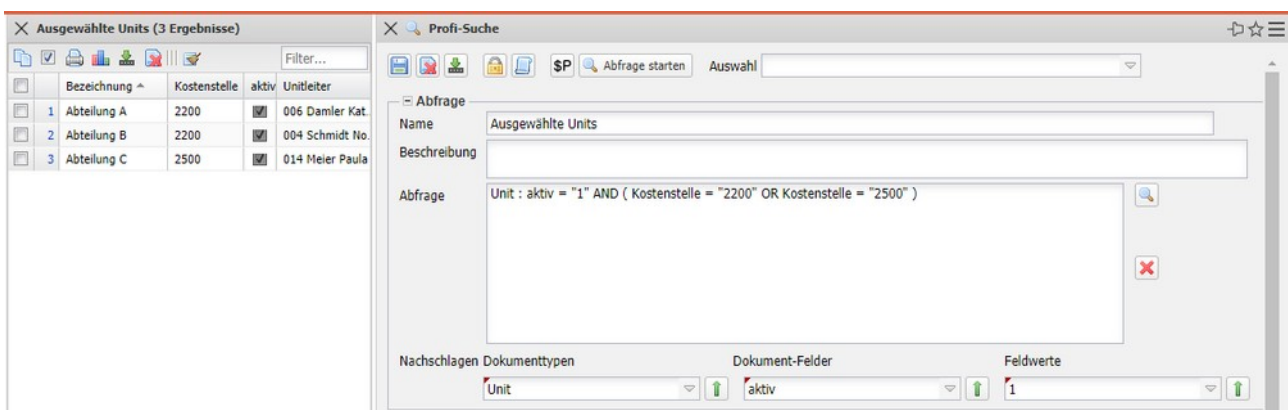 Ausgewählte Units (3 Ergebnisse)
Filter...
Bezeichnung Kostenstelle aktiv Unitleiter
1 Abteilung A 2200 006 Damler Kat.
2 Abteilung B 2200 004 Schmidt No.
3 Abteilung C 2500 014 Meier Paula
Profi-Suche
$P Abfrage starten Auswahl
Abfrage
Name Ausgewählte Units
Beschreibung
Abfrage Unit : aktiv = "1" AND ( Kostenstelle = "2200" OR Kostenstelle = "2500" )
Nachschlagen Dokumenttypen Dokument-Felder Feldwerte
Unit aktiv 1